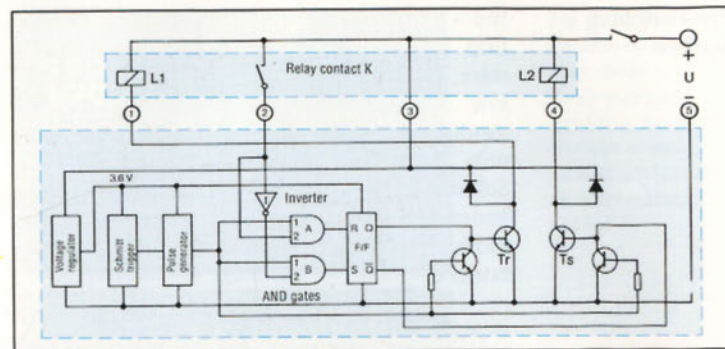 L1
Relay contact K
L2
+
U
–
1
2
3
4
5
3.6 V
Inverter
1
2
A
R
Q
F/F
1
2
B
S
Q̅
Tr
Ts
Voltage regulator
Schmitt trigger
Pulse generator
AND gates